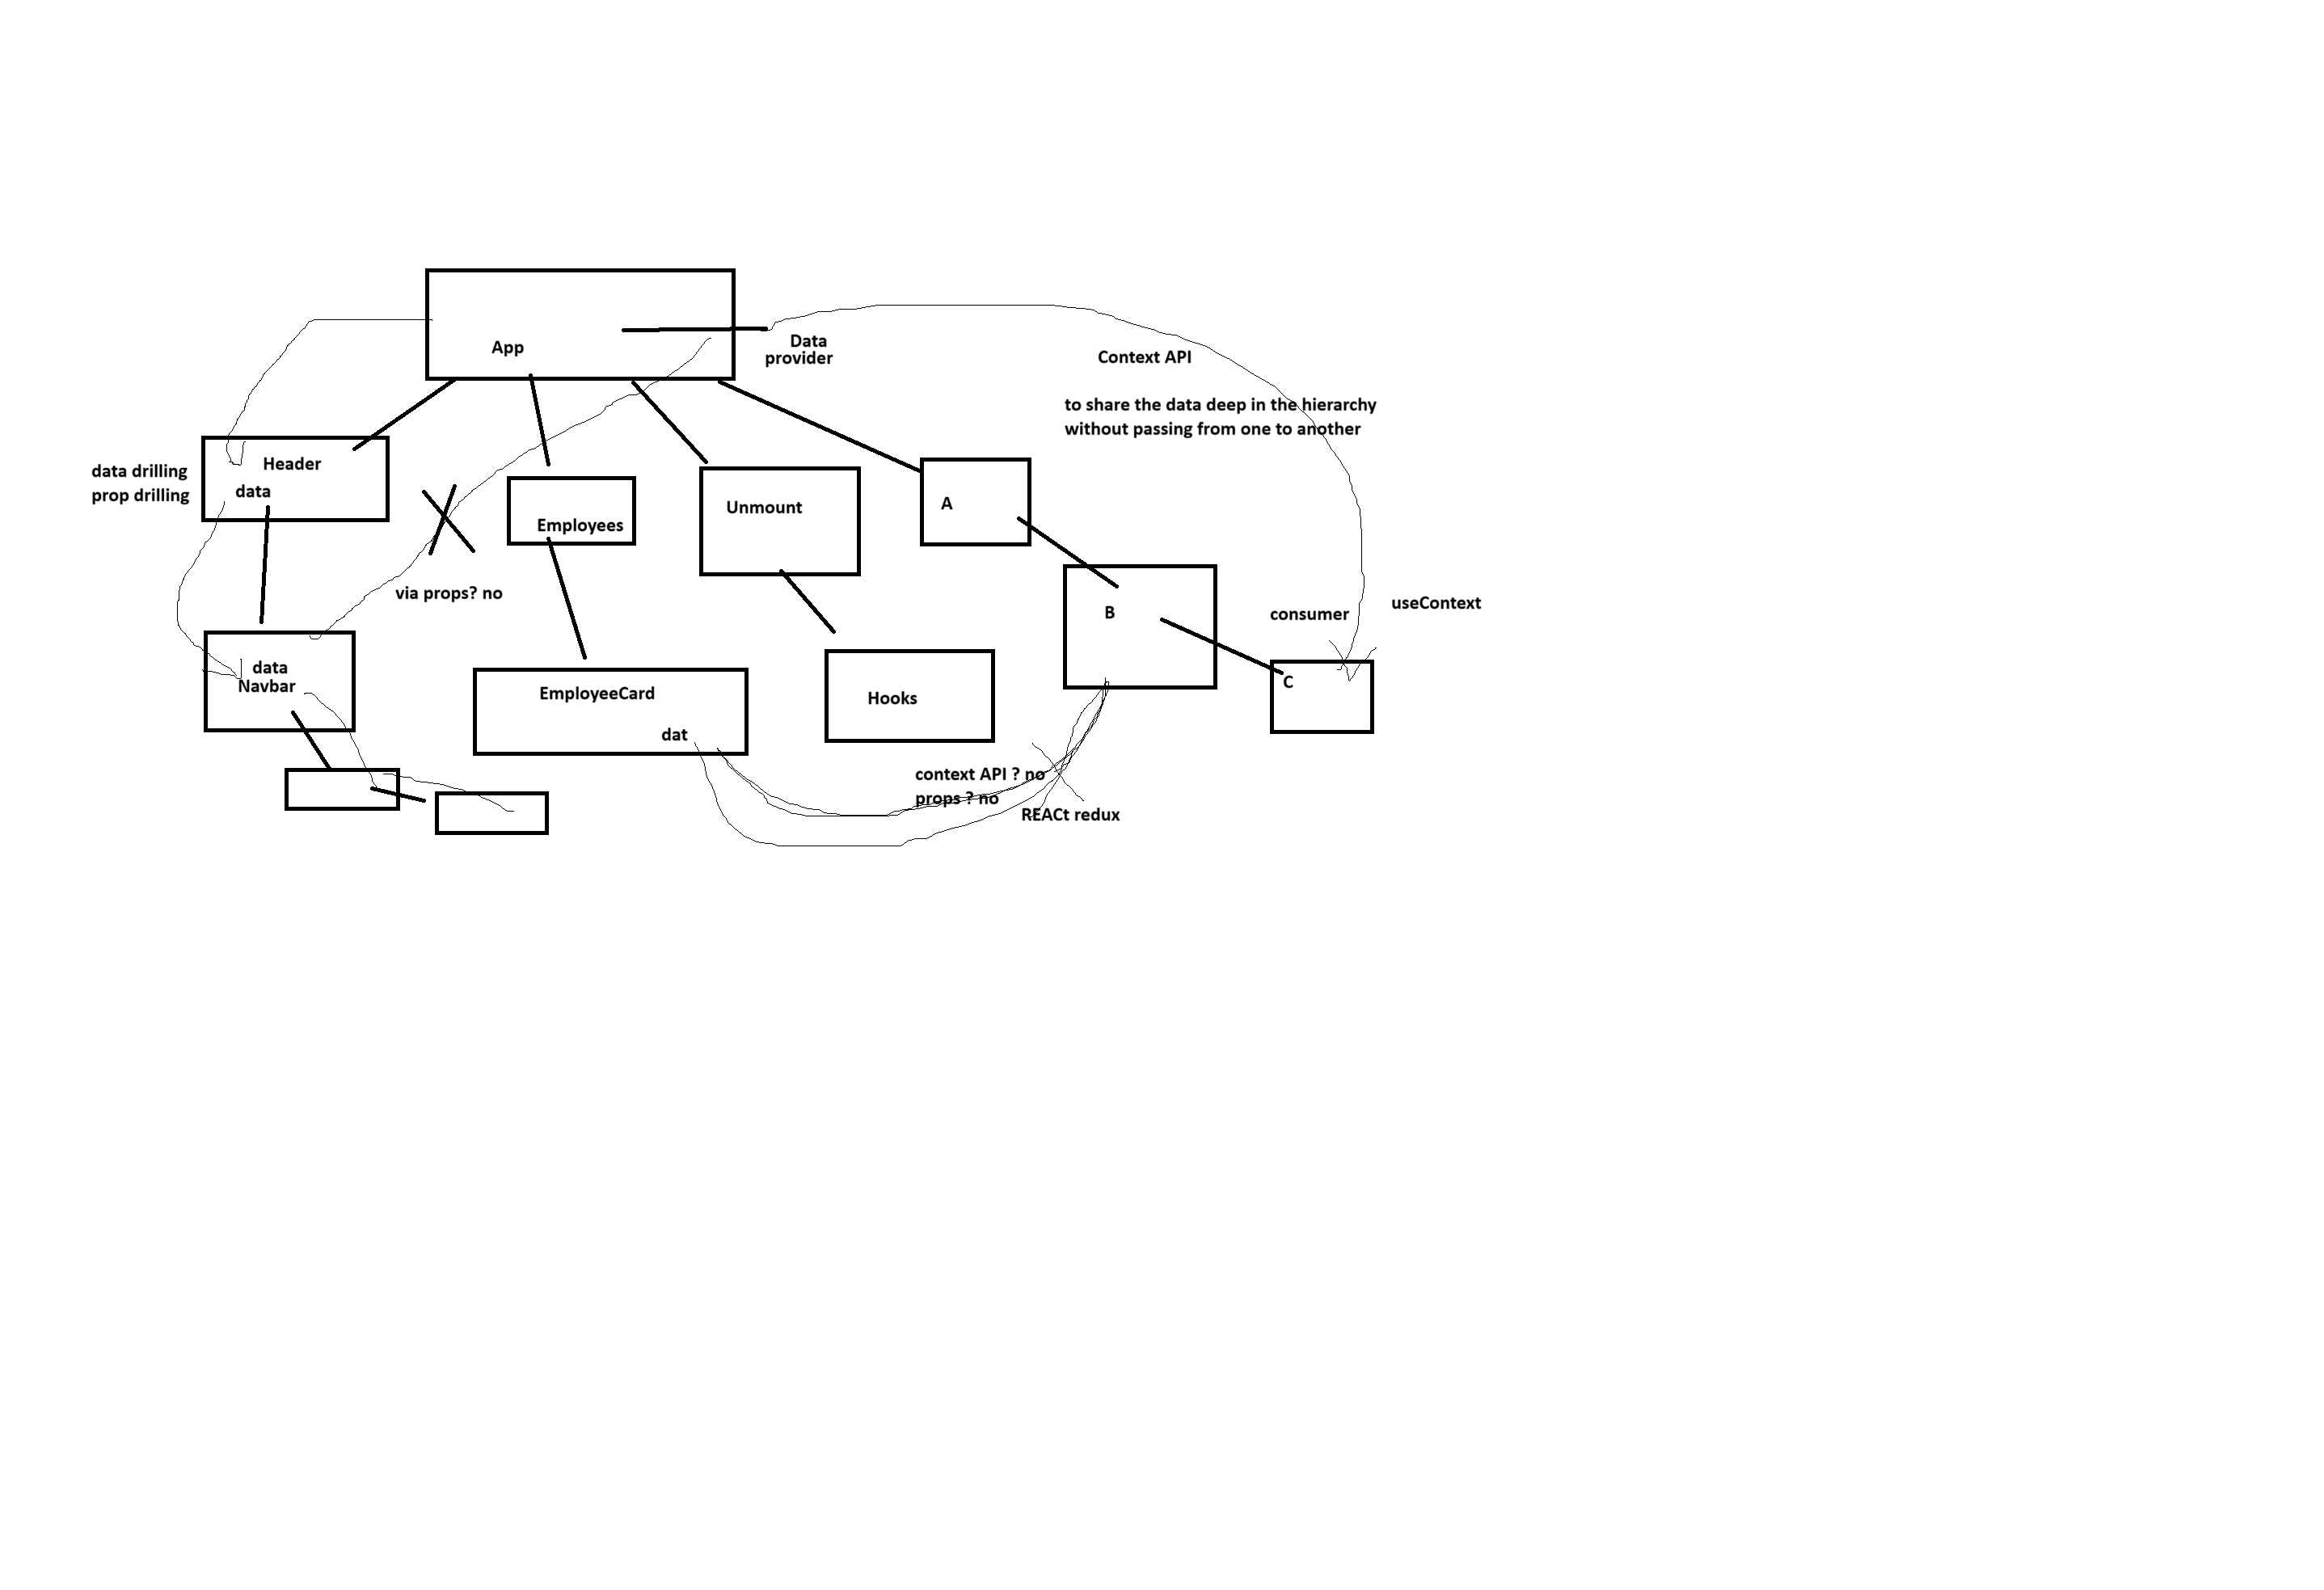 App
Data
provider
Context API
to share the data deep in the hierarchy
without passing from one to another
data drilling
prop drilling
Header
data
Employees
Unmount
A
via props? no
B
consumer
useContext
data
Navbar
EmployeeCard
dat
Hooks
C
context API ? no
props ? no
REACt redux